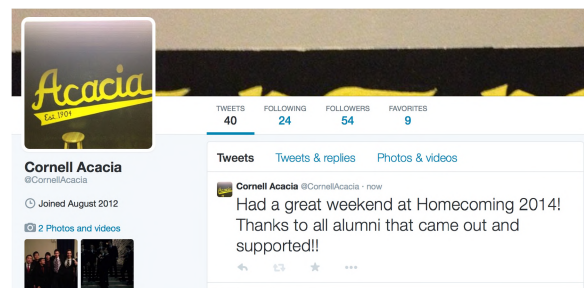 Acacia
Est. 1904
TWEETS FOLLOWING FOLLOWERS FAVORITES
40 24 54 9
Cornell Acacia
@CornellAcacia
Joined August 2012
2 Photos and videos
Tweets Tweets & replies Photos & videos
Cornell Acacia @CornellAcacia · now
Had a great weekend at Homecoming 2014!
Thanks to all alumni that came out and
supported!!